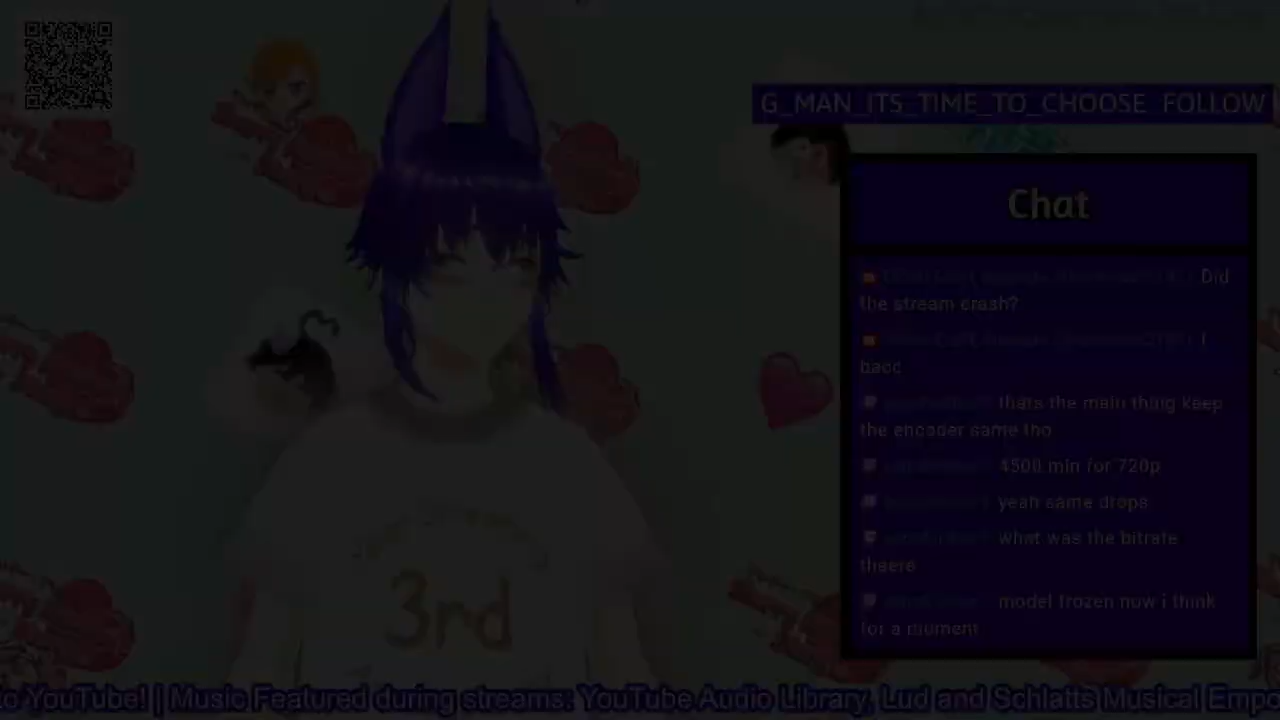 G_MAN_ITS_TIME_TO_CHOOSE FOLLOW
Chat
Did
the stream crash?
I
bacc
thats the main thing keep
the encoder same tho
4500 min for 720p
yeah same drops
what was the bitrate
theere
model frozen now i think
for a moment
3rd
to YouTube! | Music Featured during streams: YouTube Audio Library, Lud and Schlatts Musical Empo